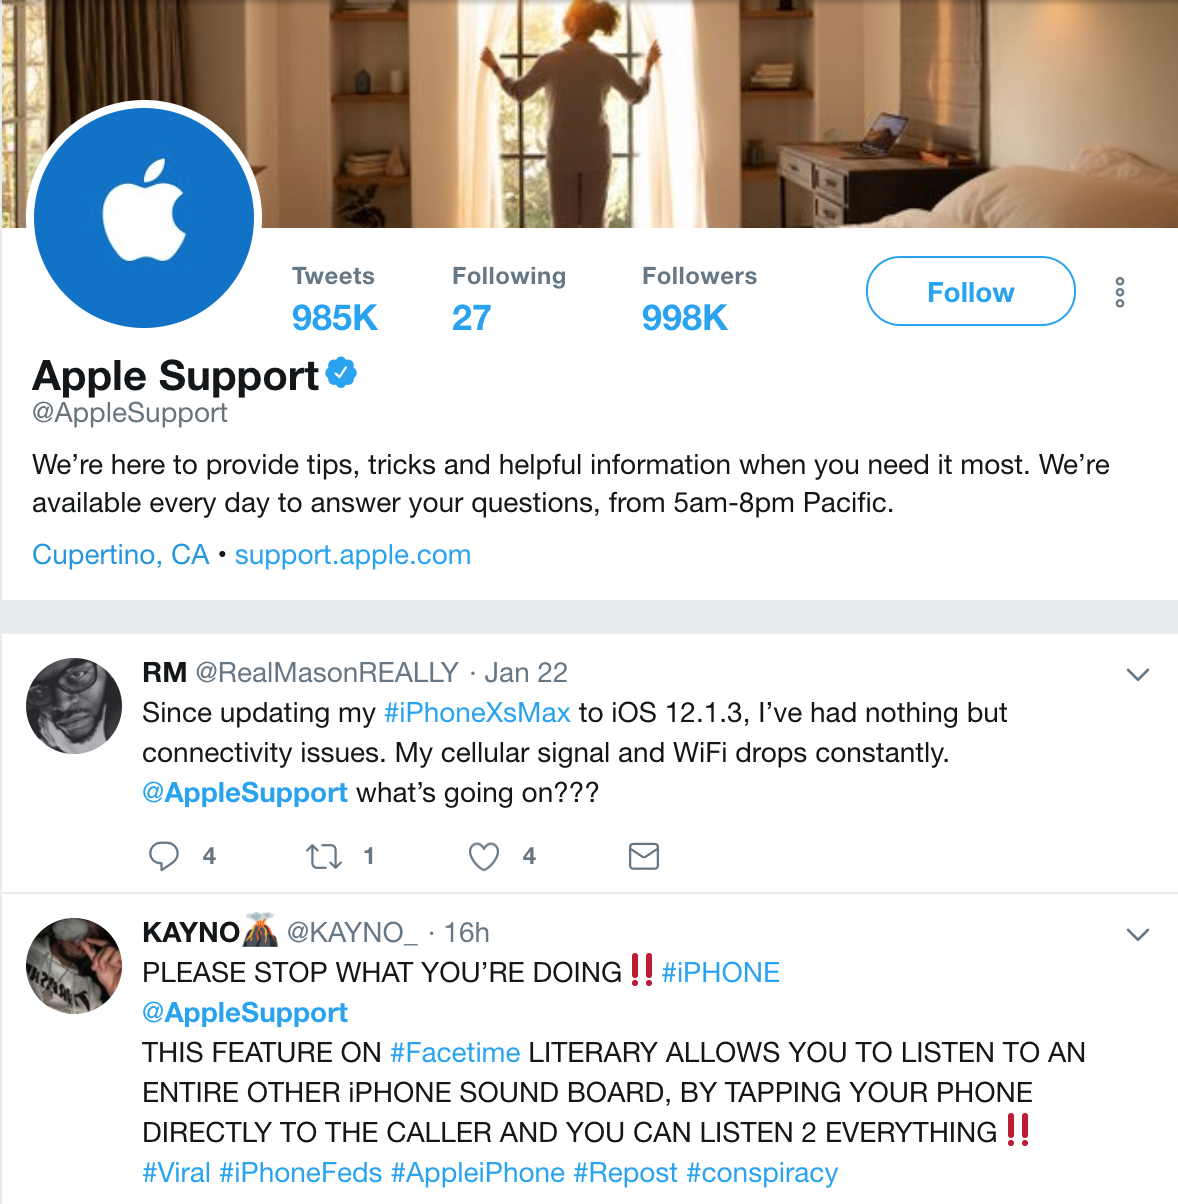 Tweets
985K
Following
27
Followers
998K
Follow
Apple Support
@AppleSupport
We’re here to provide tips, tricks and helpful information when you need it most. We’re
available every day to answer your questions, from 5am-8pm Pacific.
Cupertino, CA • support.apple.com
RM @RealMasonREALLY · Jan 22
Since updating my #iPhoneXsMax to iOS 12.1.3, I’ve had nothing but
connectivity issues. My cellular signal and WiFi drops constantly.
@AppleSupport what’s going on???
4 1 4
KAYNO🌋 @KAYNO_ · 16h
PLEASE STOP WHAT YOU’RE DOING‼️ #iPHONE
@AppleSupport
THIS FEATURE ON #Facetime LITERARY ALLOWS YOU TO LISTEN TO AN
ENTIRE OTHER iPHONE SOUND BOARD, BY TAPPING YOUR PHONE
DIRECTLY TO THE CALLER AND YOU CAN LISTEN 2 EVERYTHING‼️
#Viral #iPhoneFeds #AppleiPhone #Repost #conspiracy